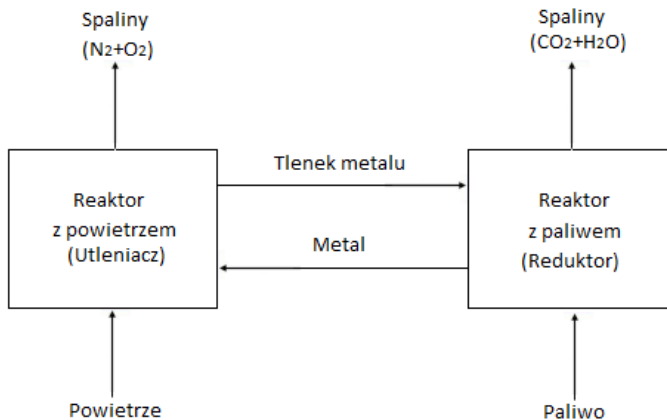 Spaliny
(N2+O2)
Spaliny
(CO2+H2O)
Tlenek metalu
Reaktor
z powietrzem
(Utleniacz)
Metal
Reaktor
z paliwem
(Reduktor)
Powietrze
Paliwo